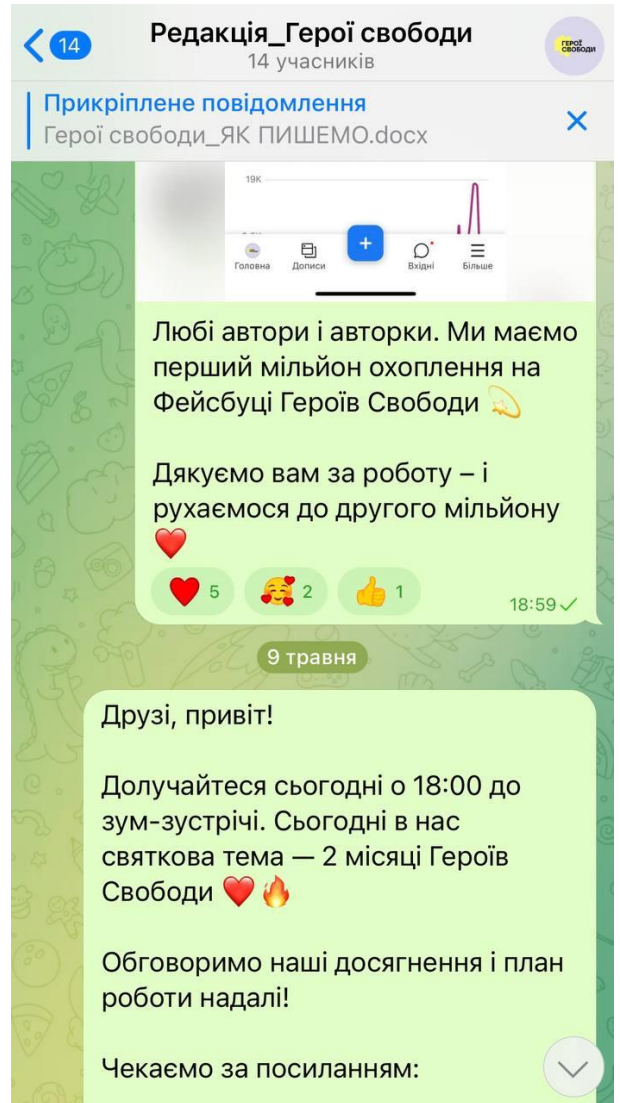 14
Редакція_Герої свободи
14 учасників
ГЕРОЇ
СВОБОДИ
Прикріплене повідомлення
Герої свободи_ЯК ПИШЕМО.docx
19K
Головна Дописи + Вхідні Більше
Любі автори і авторки. Ми маємо
перший мільйон охоплення на
Фейсбуці Героїв Свободи 💫
Дякуємо вам за роботу – і
рухаємося до другого мільйону
❤️
❤️ 5 🥰 2 👍 1
18:59
9 травня
Друзі, привіт!
Долучайтеся сьогодні о 18:00 до
зум-зустрічі. Сьогодні в нас
святкова тема — 2 місяці Героїв
Свободи ❤️🔥
Обговоримо наші досягнення і план
роботи надалі!
Чекаємо за посиланням: